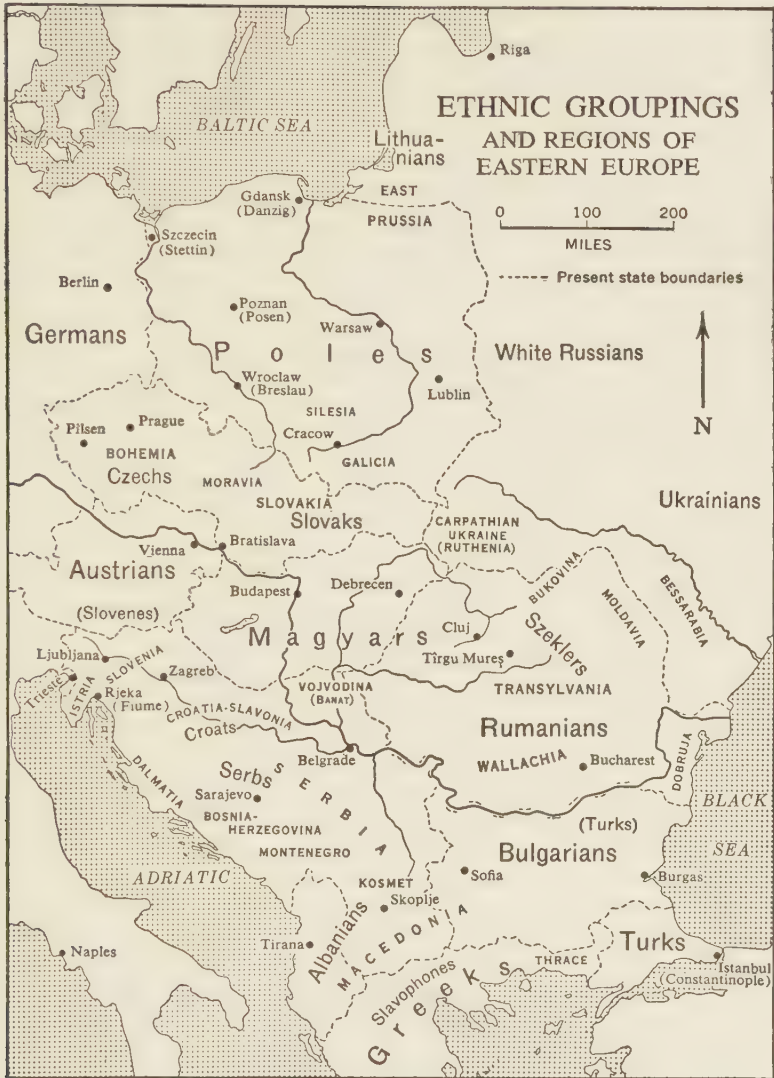 Riga
ETHNIC GROUPINGS
AND REGIONS OF
EASTERN EUROPE
BALTIC SEA
Lithua-
nians
EAST
PRUSSIA
0 100 200
MILES
Present state boundaries
N
Gdansk
(Danzig)
Szczecin
(Stettin)
Berlin
Poznan
(Posen)
Warsaw
Germans
Poles
White Russians
Wroclaw
(Breslau)
Lublin
SILESIA
Pilsen
Prague
BOHEMIA
Czechs
Cracow
GALICIA
MORAVIA
SLOVAKIA
Slovaks
Ukrainians
CARPATHIAN
UKRAINE
(RUTHENIA)
Vienna
Bratislava
Austrians
(Slovenes)
Budapest
Debrecen
BUKOVINA
MOLDAVIA
BESSARABIA
Magyars
Cluj
Szeklers
Tîrgu Mureş
TRANSYLVANIA
Ljubljana
SLOVENIA
Trieste
ISTRIA
Zagreb
Rjeka
(Fiume)
VOJVODINA
(BANAT)
CROATIA-SLAVONIA
Croats
Rumanians
WALLACHIA
Bucharest
DOBRUJA
Belgrade
DALMATIA
Serbs
SERBIA
Sarajevo
BOSNIA-
HERZEGOVINA
MONTENEGRO
BLACK
SEA
(Turks)
Bulgarians
ADRIATIC
KOSMET
Sofia
Burgas
Skoplje
Albanians
MACEDONIA
Naples
Tirana
Turks
THRACE
Istanbul
(Constantinople)
Slavophones
Greeks